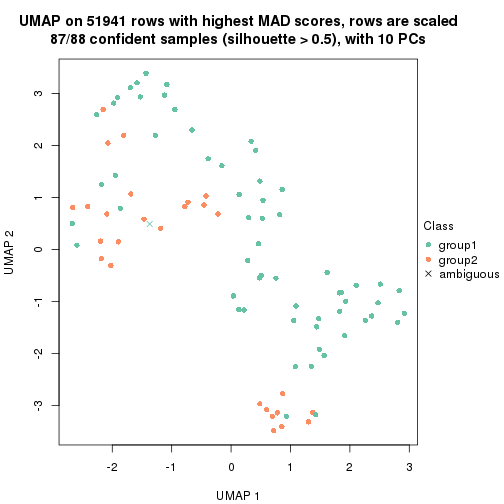 UMAP on 51941 rows with highest MAD scores, rows are scaled
87/88 confident samples (silhouette > 0.5), with 10 PCs
3
2
1
0
-1
-2
-3
UMAP 2
-2
-1
0
1
2
3
UMAP 1
Class
group1
group2
ambiguous